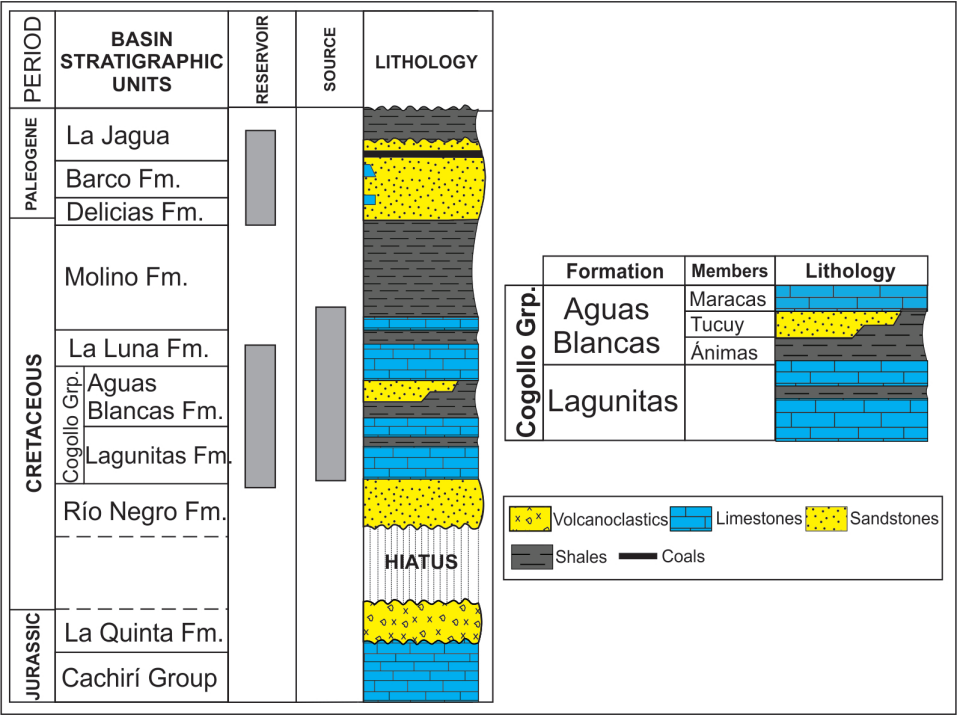 PERIOD
BASIN
STRATIGRAPHIC
UNITS
RESERVOIR
SOURCE
LITHOLOGY
PALEOGENE
La Jagua
Barco Fm.
Delicias Fm.
CRETACEOUS
Molino Fm.
La Luna Fm.
Cogollo Grp.
Aguas
Blancas Fm.
Lagunitas Fm.
Río Negro Fm.
HIATUS
JURASSIC
La Quinta Fm.
Cachirí Group
Formation
Members
Lithology
Cogollo Grp.
Aguas
Blancas
Maracas
Tucuy
Ánimas
Lagunitas
Volcanoclastics
Limestones
Sandstones
Shales
Coals